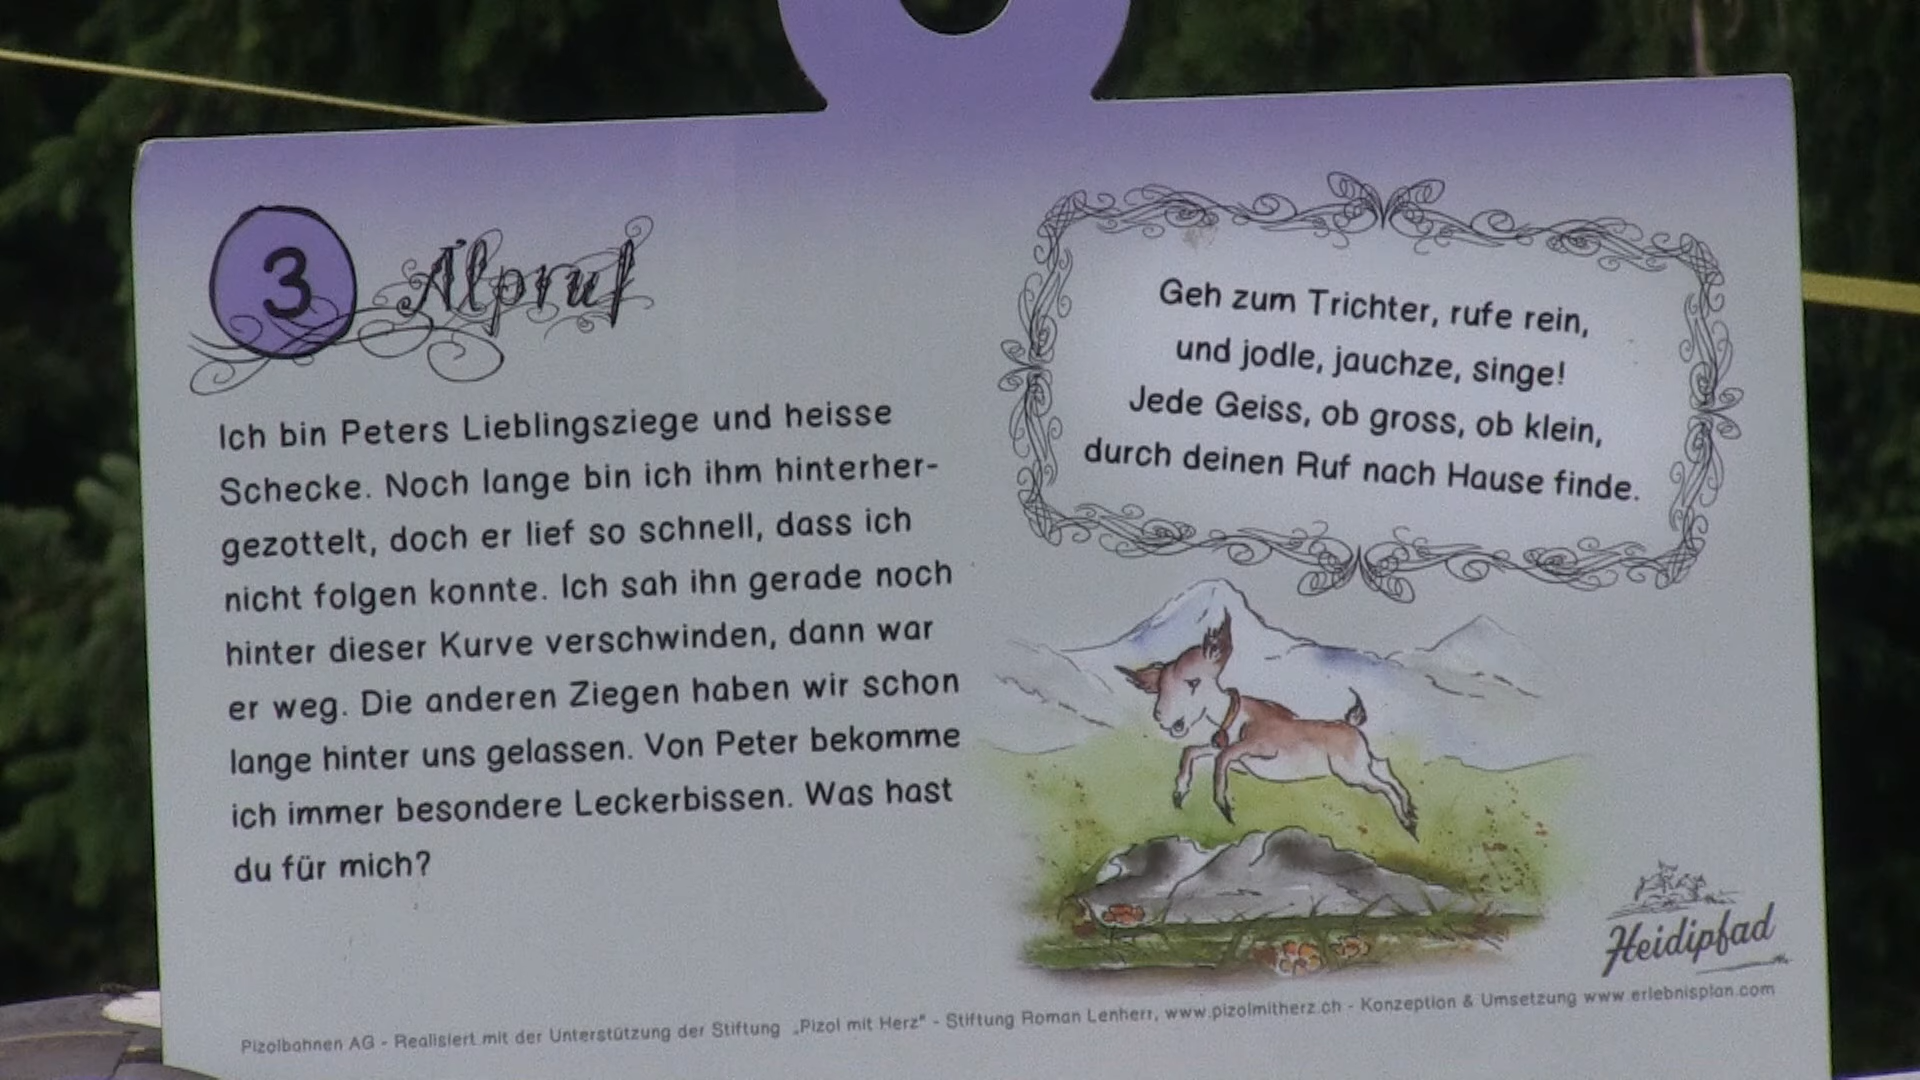 3 Alpruf
Ich bin Peters Lieblingsziege und heisse
Schecke. Noch lange bin ich ihm hinterher-
gezottelt, doch er lief so schnell, dass ich
nicht folgen konnte. Ich sah ihn gerade noch
hinter dieser Kurve verschwinden, dann war
er weg. Die anderen Ziegen haben wir schon
lange hinter uns gelassen. Von Peter bekomme
ich immer besondere Leckerbissen. Was hast
du für mich?
Geh zum Trichter, rufe rein,
und jodle, jauchze, singe!
Jede Geiss, ob gross, ob klein,
durch deinen Ruf nach Hause finde.
Heidipfad
Pizolbahnen AG - Realisiert mit der Unterstützung der Stiftung „Pizol mit Herz" - Stiftung Roman Lenherr, www.pizolmitherz.ch - Konzeption & Umsetzung www.erlebnisplan.com